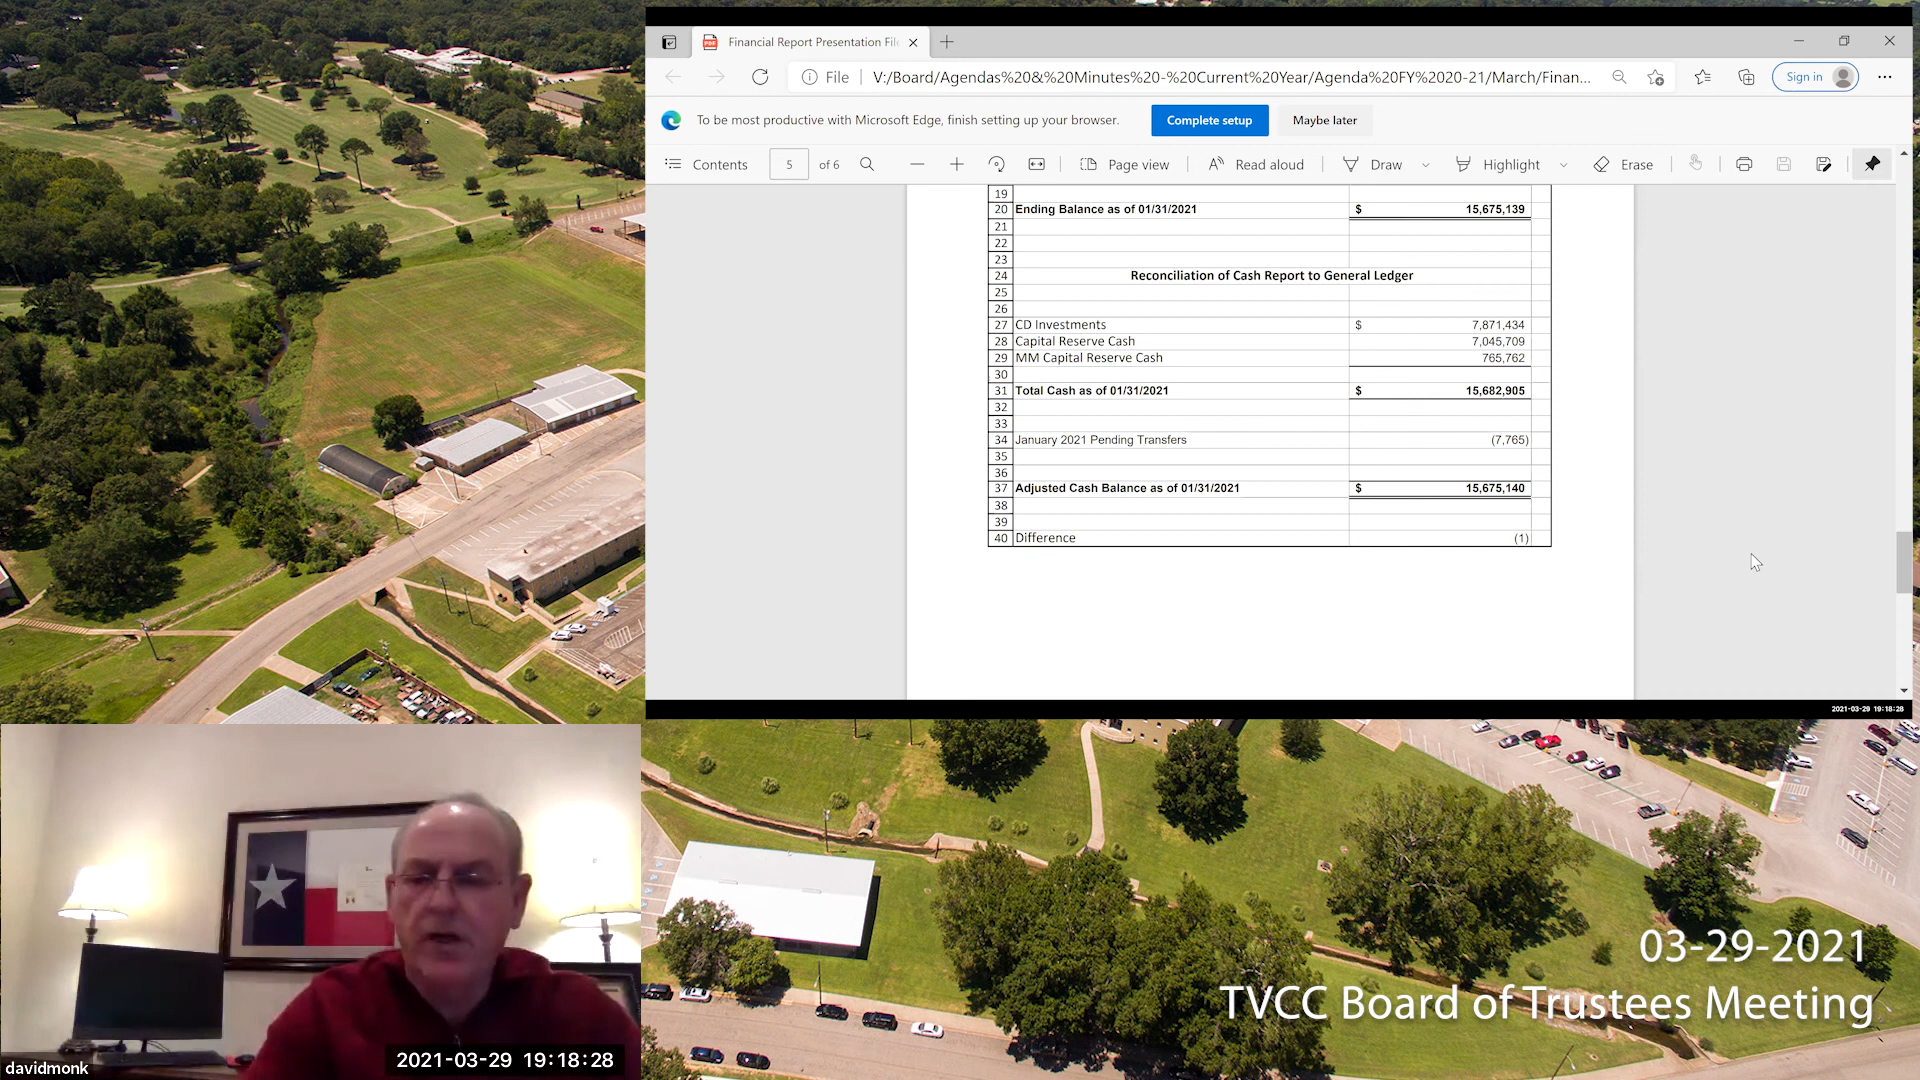 Financial Report Presentation Fil
File
V:/Board/Agendas%20&%20Minutes%20-%20Current%20Year/Agenda%20FY%2020-21/March/Finan...
Sign in
To be most productive with Microsoft Edge, finish setting up your browser.
Complete setup
Maybe later
Contents
5 of 6
Page view
Read aloud
Draw
Highlight
Erase
19
20 Ending Balance as of 01/31/2021 $ 15,675,139
21
22
23
24 Reconciliation of Cash Report to General Ledger
25
26
27 CD Investments $ 7,871,434
28 Capital Reserve Cash 7,045,709
29 MM Capital Reserve Cash 765,762
30
31 Total Cash as of 01/31/2021 $ 15,682,905
32
33
34 January 2021 Pending Transfers (7,765)
35
36
37 Adjusted Cash Balance as of 01/31/2021 $ 15,675,140
38
39
40 Difference (1)
2021-03-29 19:18:28
03-29-2021
TVCC Board of Trustees Meeting
2021-03-29 19:18:28
davidmonk